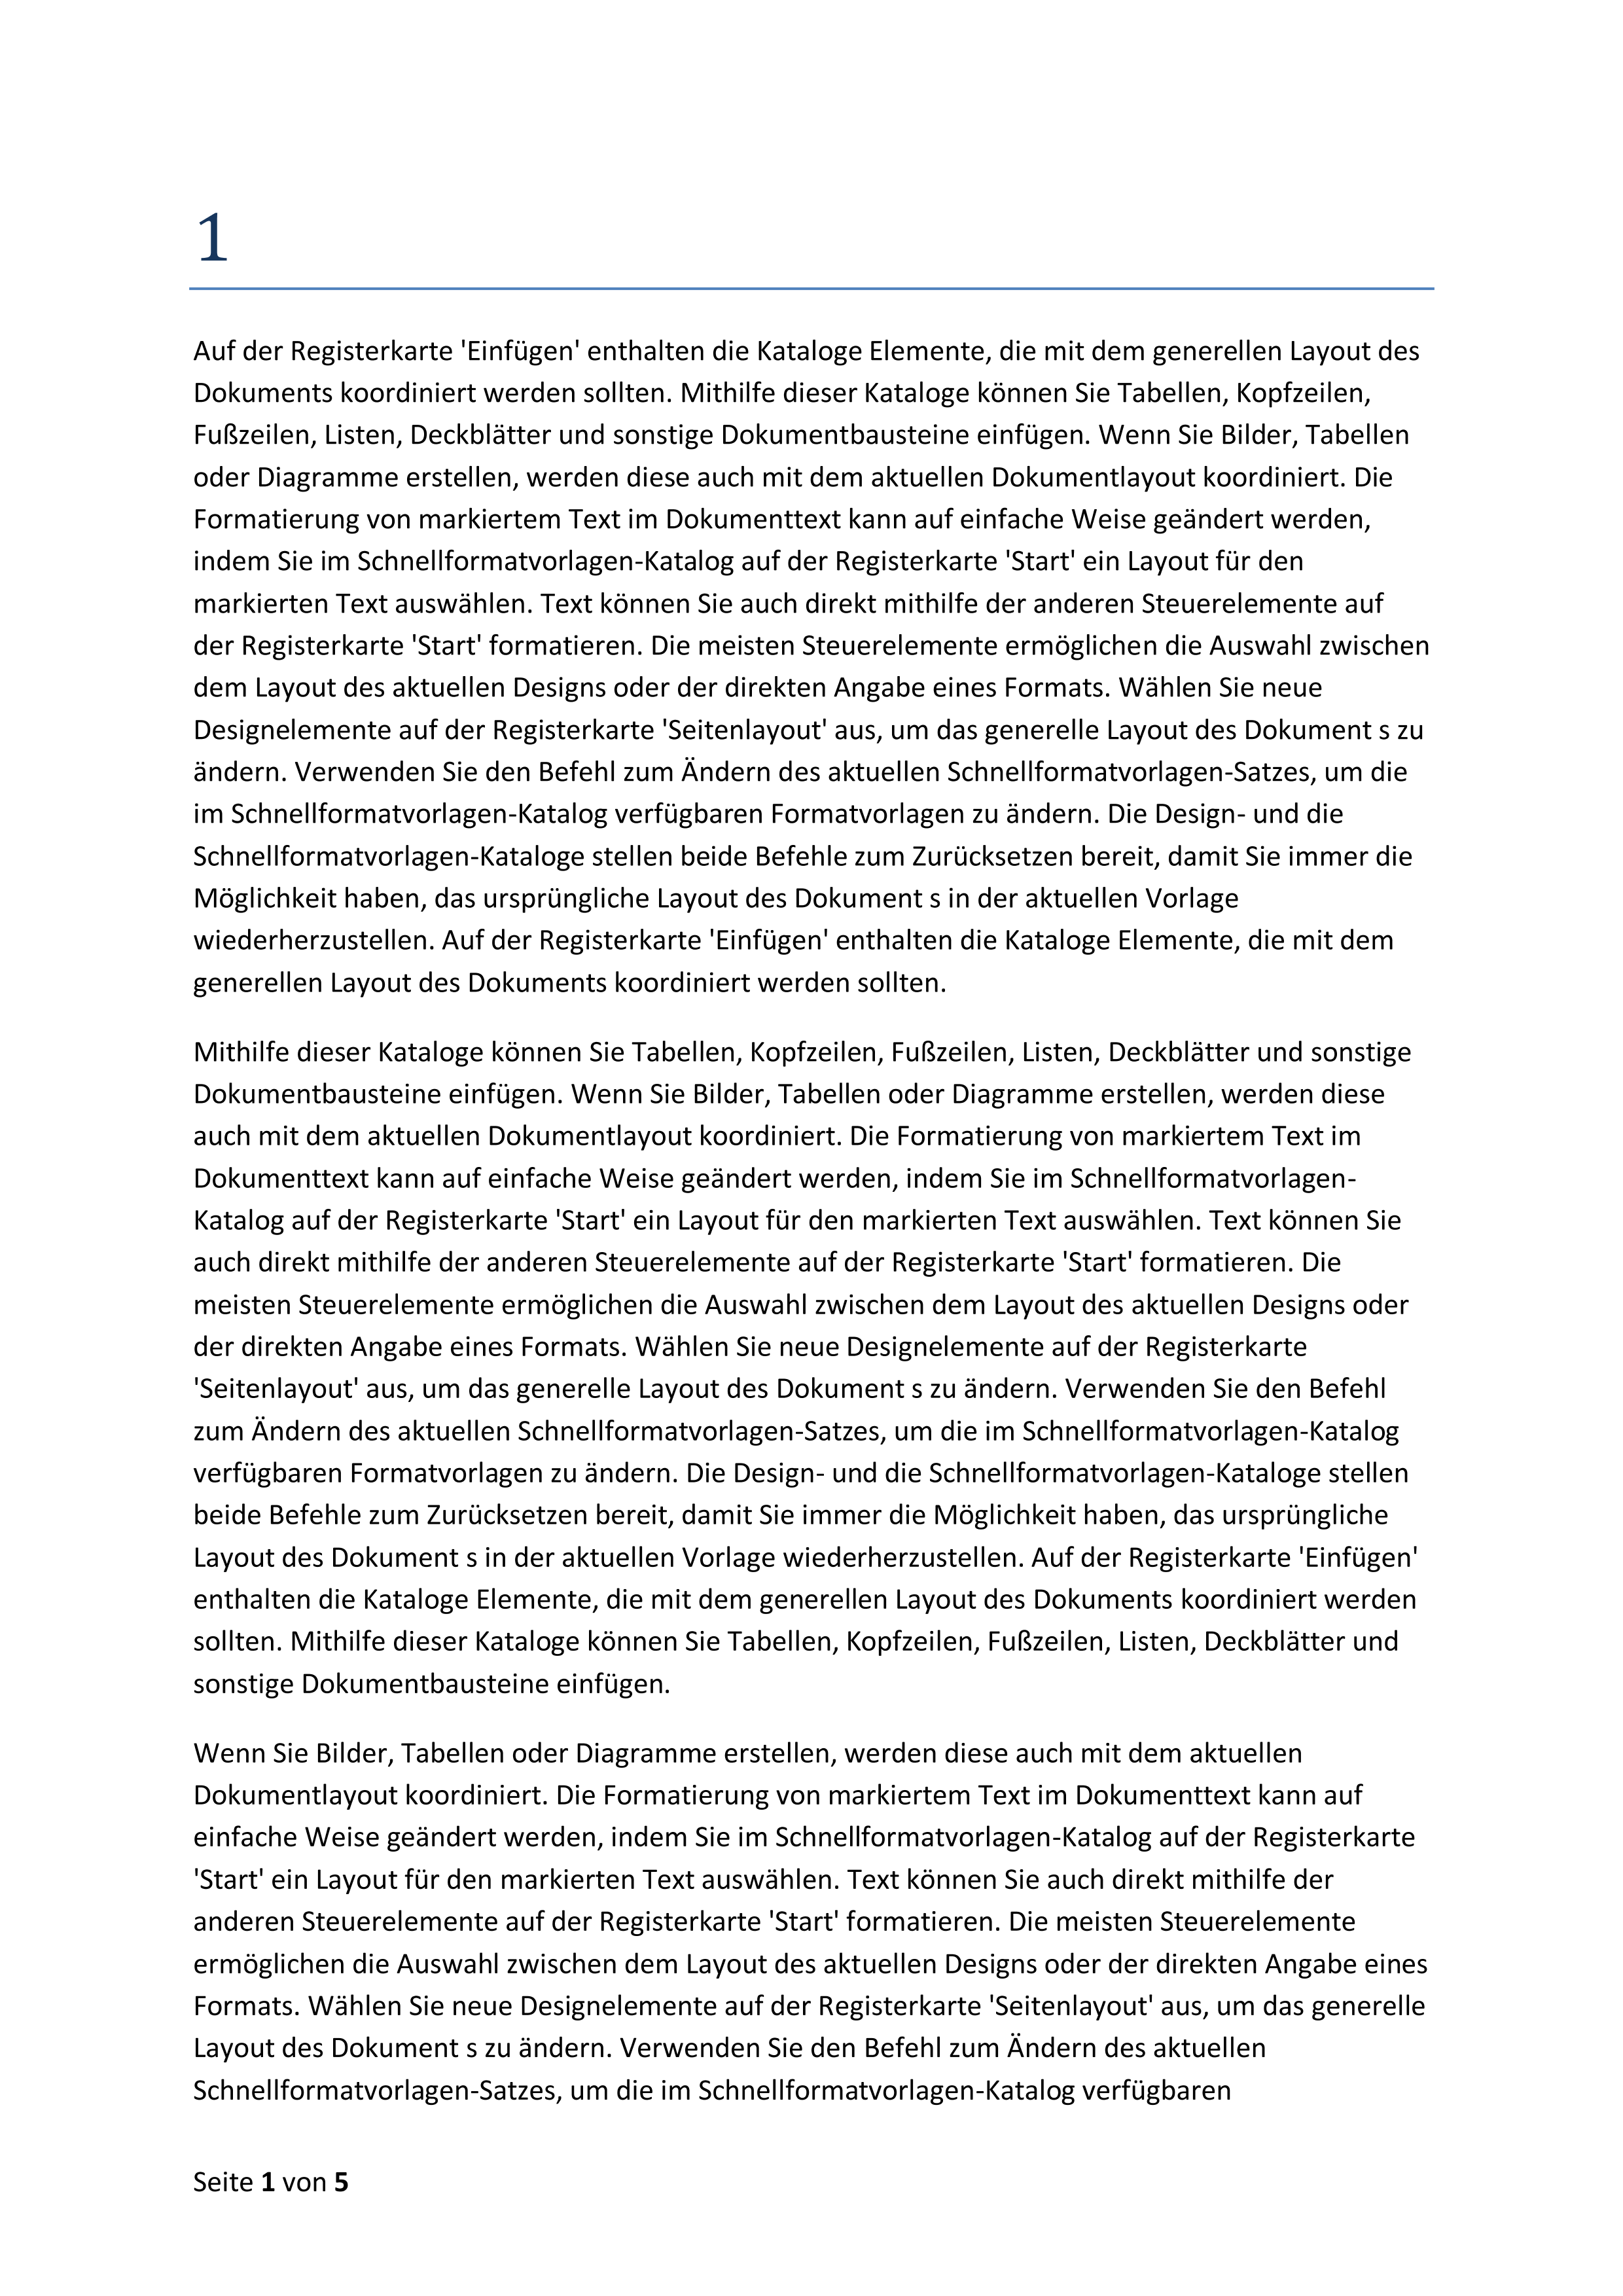 1
Auf der Registerkarte 'Einfügen' enthalten die Kataloge Elemente, die mit dem generellen Layout des
Dokuments koordiniert werden sollten. Mithilfe dieser Kataloge können Sie Tabellen, Kopfzeilen,
Fußzeilen, Listen, Deckblätter und sonstige Dokumentbausteine einfügen. Wenn Sie Bilder, Tabellen
oder Diagramme erstellen, werden diese auch mit dem aktuellen Dokumentlayout koordiniert. Die
Formatierung von markiertem Text im Dokumenttext kann auf einfache Weise geändert werden,
indem Sie im Schnellformatvorlagen-Katalog auf der Registerkarte 'Start' ein Layout für den
markierten Text auswählen. Text können Sie auch direkt mithilfe der anderen Steuerelemente auf
der Registerkarte 'Start' formatieren. Die meisten Steuerelemente ermöglichen die Auswahl zwischen
dem Layout des aktuellen Designs oder der direkten Angabe eines Formats. Wählen Sie neue
Designelemente auf der Registerkarte 'Seitenlayout' aus, um das generelle Layout des Dokument s zu
ändern. Verwenden Sie den Befehl zum Ändern des aktuellen Schnellformatvorlagen-Satzes, um die
im Schnellformatvorlagen-Katalog verfügbaren Formatvorlagen zu ändern. Die Design- und die
Schnellformatvorlagen-Kataloge stellen beide Befehle zum Zurücksetzen bereit, damit Sie immer die
Möglichkeit haben, das ursprüngliche Layout des Dokument s in der aktuellen Vorlage
wiederherzustellen. Auf der Registerkarte 'Einfügen' enthalten die Kataloge Elemente, die mit dem
generellen Layout des Dokuments koordiniert werden sollten.
Mithilfe dieser Kataloge können Sie Tabellen, Kopfzeilen, Fußzeilen, Listen, Deckblätter und sonstige
Dokumentbausteine einfügen. Wenn Sie Bilder, Tabellen oder Diagramme erstellen, werden diese
auch mit dem aktuellen Dokumentlayout koordiniert. Die Formatierung von markiertem Text im
Dokumenttext kann auf einfache Weise geändert werden, indem Sie im Schnellformatvorlagen-
Katalog auf der Registerkarte 'Start' ein Layout für den markierten Text auswählen. Text können Sie
auch direkt mithilfe der anderen Steuerelemente auf der Registerkarte 'Start' formatieren. Die
meisten Steuerelemente ermöglichen die Auswahl zwischen dem Layout des aktuellen Designs oder
der direkten Angabe eines Formats. Wählen Sie neue Designelemente auf der Registerkarte
'Seitenlayout' aus, um das generelle Layout des Dokument s zu ändern. Verwenden Sie den Befehl
zum Ändern des aktuellen Schnellformatvorlagen-Satzes, um die im Schnellformatvorlagen-Katalog
verfügbaren Formatvorlagen zu ändern. Die Design- und die Schnellformatvorlagen-Kataloge stellen
beide Befehle zum Zurücksetzen bereit, damit Sie immer die Möglichkeit haben, das ursprüngliche
Layout des Dokument s in der aktuellen Vorlage wiederherzustellen. Auf der Registerkarte 'Einfügen'
enthalten die Kataloge Elemente, die mit dem generellen Layout des Dokuments koordiniert werden
sollten. Mithilfe dieser Kataloge können Sie Tabellen, Kopfzeilen, Fußzeilen, Listen, Deckblätter und
sonstige Dokumentbausteine einfügen.
Wenn Sie Bilder, Tabellen oder Diagramme erstellen, werden diese auch mit dem aktuellen
Dokumentlayout koordiniert. Die Formatierung von markiertem Text im Dokumenttext kann auf
einfache Weise geändert werden, indem Sie im Schnellformatvorlagen-Katalog auf der Registerkarte
'Start' ein Layout für den markierten Text auswählen. Text können Sie auch direkt mithilfe der
anderen Steuerelemente auf der Registerkarte 'Start' formatieren. Die meisten Steuerelemente
ermöglichen die Auswahl zwischen dem Layout des aktuellen Designs oder der direkten Angabe eines
Formats. Wählen Sie neue Designelemente auf der Registerkarte 'Seitenlayout' aus, um das generelle
Layout des Dokument s zu ändern. Verwenden Sie den Befehl zum Ändern des aktuellen
Schnellformatvorlagen-Satzes, um die im Schnellformatvorlagen-Katalog verfügbaren
Seite 1 von 5